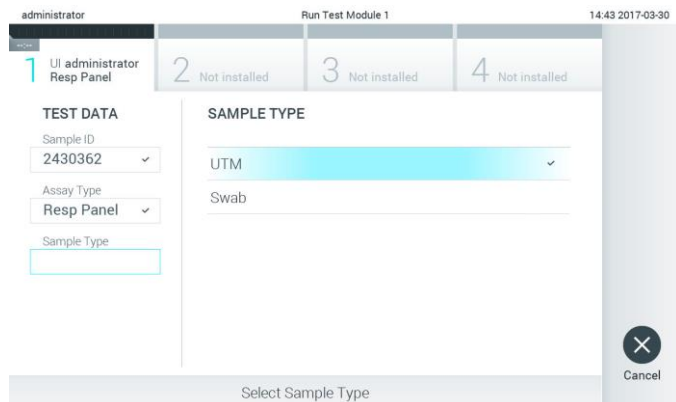 administrator
Run Test Module 1
14:43 2017-03-30
--:--
1 UI administrator
Resp Panel
2 Not installed
3 Not installed
4 Not installed
TEST DATA
Sample ID
2430362
Assay Type
Resp Panel
Sample Type
SAMPLE TYPE
UTM
Swab
Cancel
Select Sample Type